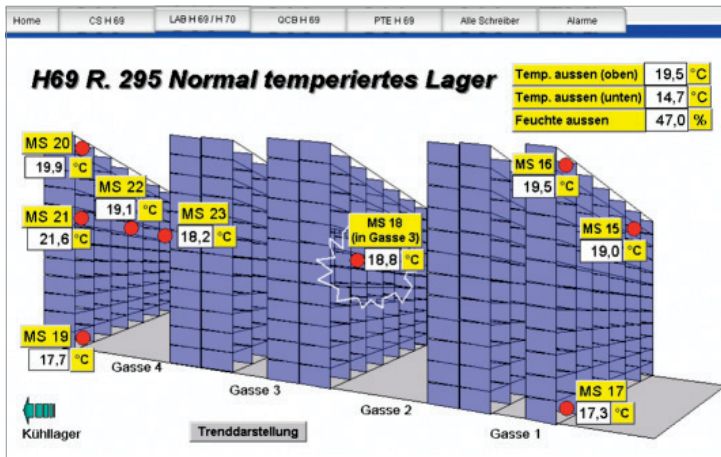 Home
CS H 69
LAB H 69 / H 70
QCB H 69
PTE H 69
Alle Schreiber
Alarme
H69 R. 295 Normal temperiertes Lager
Temp. aussen (oben) 19,5 °C
Temp. aussen (unten) 14,7 °C
Feuchte aussen 47,0 %
MS 20
19,9 °C
MS 22
19,1 °C
MS 21
21,6 °C
MS 23
18,2 °C
MS 18
(in Gasse 3)
18,8 °C
MS 16
19,5 °C
MS 15
19,0 °C
MS 19
17,7 °C
MS 17
17,3 °C
Gasse 4
Gasse 3
Gasse 2
Gasse 1
Kühllager
Trenddarstellung